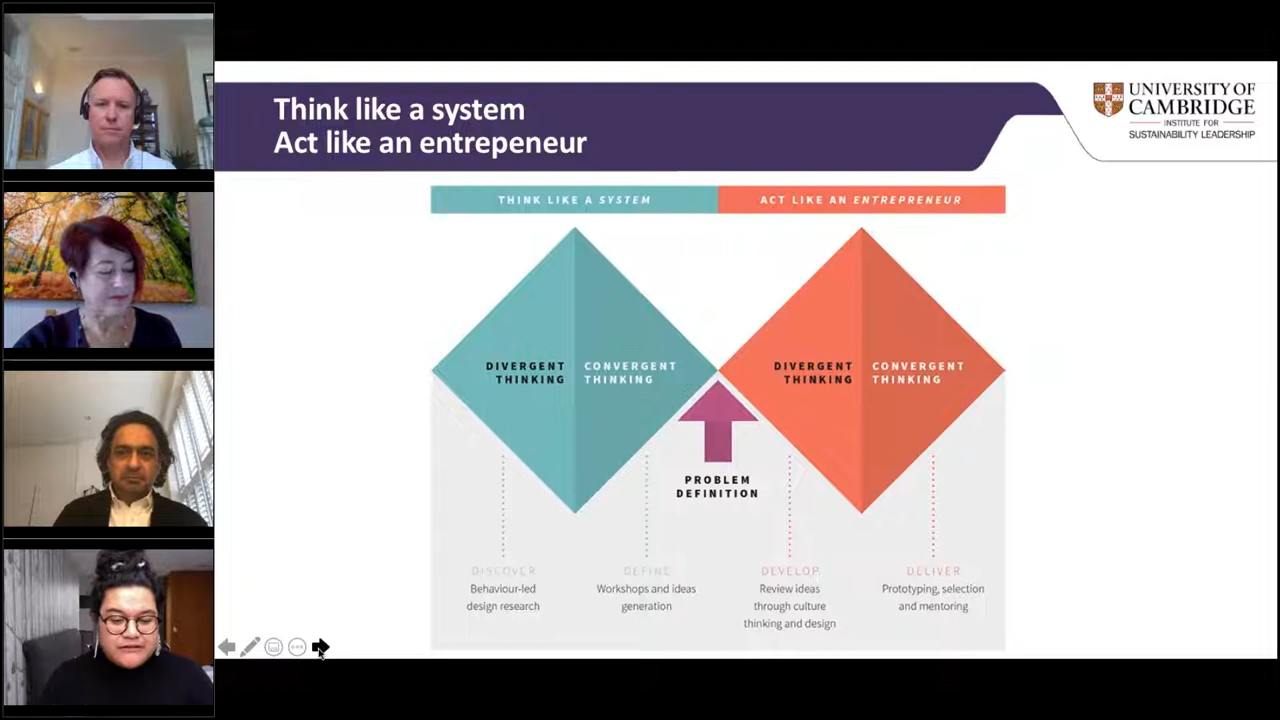 Think like a system
Act like an entrepeneur
UNIVERSITY OF
CAMBRIDGE
INSTITUTE FOR
SUSTAINABILITY LEADERSHIP
THINK LIKE A SYSTEM
ACT LIKE AN ENTREPRENEUR
DIVERGENT
THINKING
CONVERGENT
THINKING
DIVERGENT
THINKING
CONVERGENT
THINKING
PROBLEM
DEFINITION
DISCOVER
Behaviour-led
design research
DEFINE
Workshops and ideas
generation
DEVELOP
Review ideas
through culture
thinking and design
DELIVER
Prototyping, selection
and mentoring